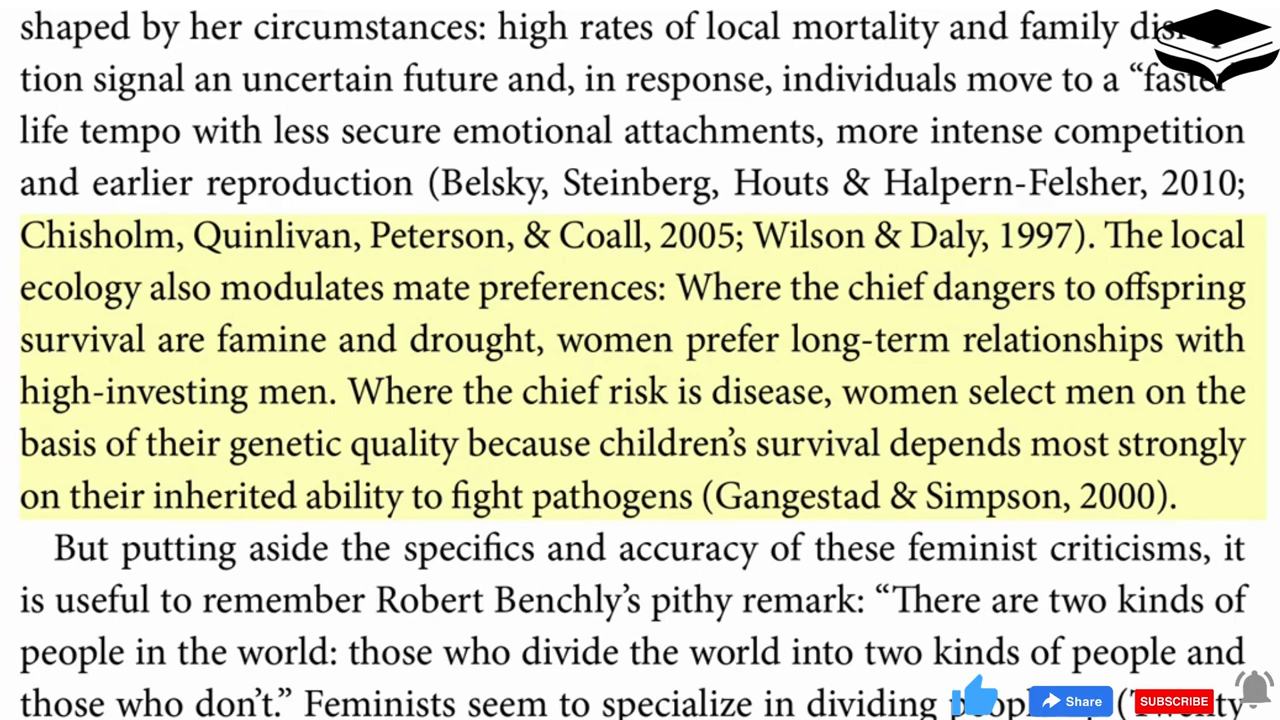 shaped by her circumstances: high rates of local mortality and family
tion signal an uncertain future and, in response, individuals move to a “faster”
life tempo with less secure emotional attachments, more intense competition
and earlier reproduction (Belsky, Steinberg, Houts & Halpern-Felsher, 2010;
Chisholm, Quinlivan, Peterson, & Coall, 2005; Wilson & Daly, 1997). The local
ecology also modulates mate preferences: Where the chief dangers to offspring
survival are famine and drought, women prefer long-term relationships with
high-investing men. Where the chief risk is disease, women select men on the
basis of their genetic quality because children’s survival depends most strongly
on their inherited ability to fight pathogens (Gangestad & Simpson, 2000).
But putting aside the specifics and accuracy of these feminist criticisms, it
is useful to remember Robert Benchly’s pithy remark: “There are two kinds of
people in the world: those who divide the world into two kinds of people and
those who don’t.” Feminists seem to specialize in dividing
Share
SUBSCRIBE